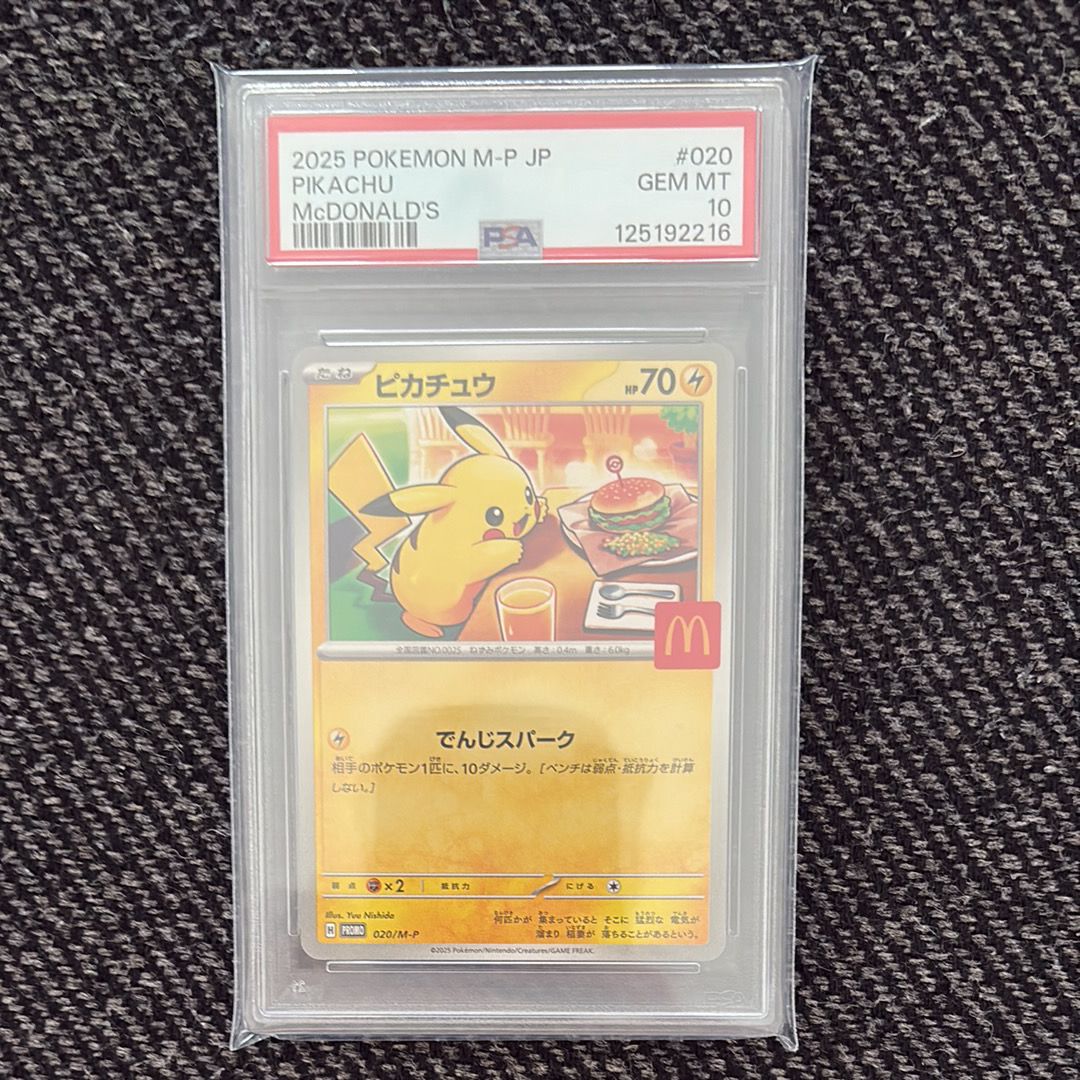 2025 POKEMON M-P JP #020
PIKACHU GEM MT
McDONALD'S 10
PSA 125192216
たね ピカチュウ HP70
全国図鑑NO.0025 ねずみポケモン 高さ:0.4m 重さ:6.0kg
でんじスパーク
相手のポケモン1匹に、10ダメージ。[ベンチは弱点・抵抗力を計算
しない。]
弱点 ×2 抵抗力 にげる
Illus. Yuu Nishida
何匹かが 集まっていると そこに 猛烈な 電気が
溜まり 稲妻が 落ちることがあるという。
PROMO 020/M-P
©2025 Pokémon/Nintendo/Creatures/GAME FREAK.